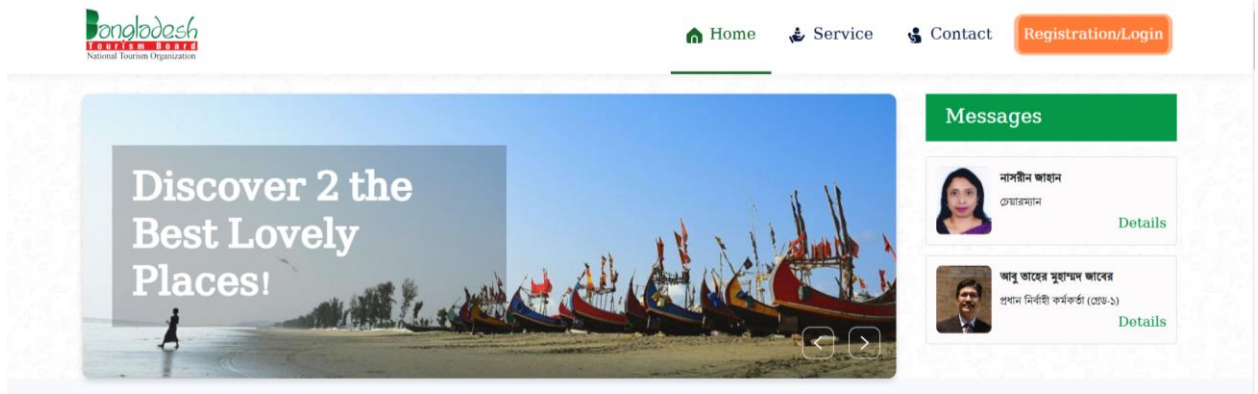 Bangladesh
Tourism Board
National Tourism Organization
Home
Service
Contact
Registration/Login
Discover 2 the
Best Lovely
Places!
Messages
নাসরীন জাহান
চেয়ারম্যান
Details
আবু তাহের মুহাম্মদ জাবের
প্রধান নির্বাহী কর্মকর্তা (গ্রেড-১)
Details